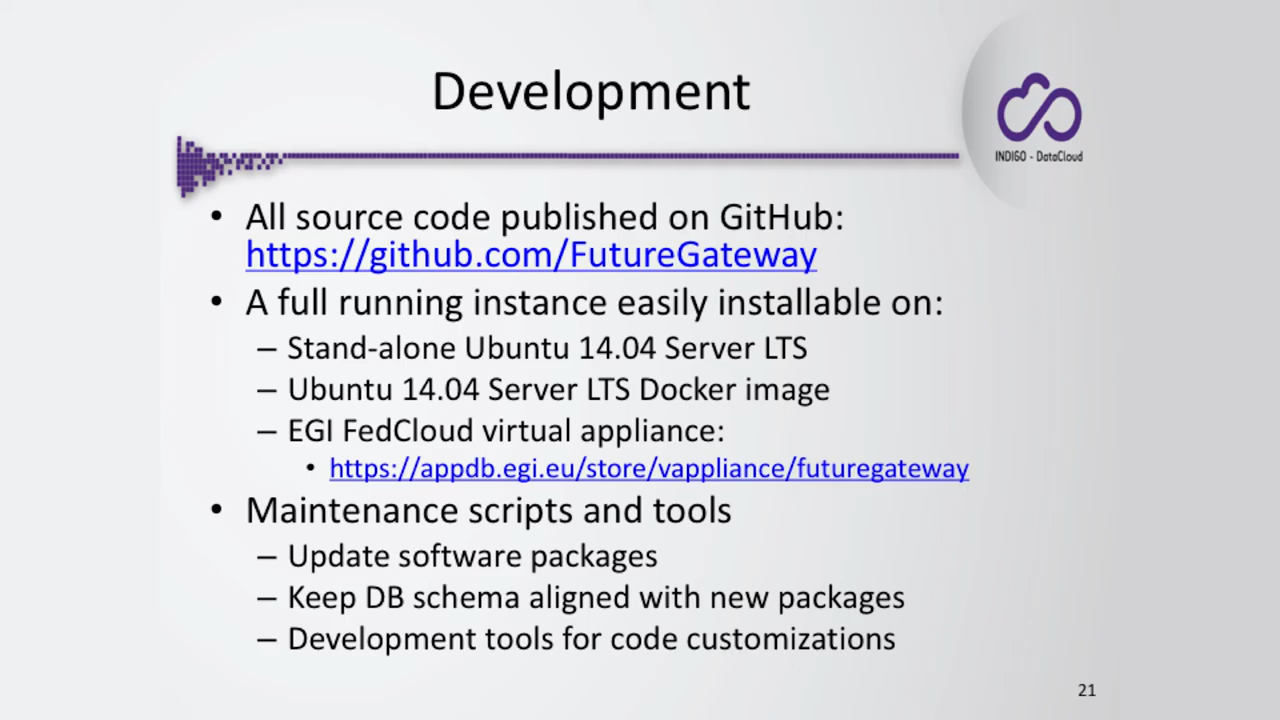 Development
INDIGO - DataCloud
• All source code published on GitHub:
https://github.com/FutureGateway
• A full running instance easily installable on:
– Stand-alone Ubuntu 14.04 Server LTS
– Ubuntu 14.04 Server LTS Docker image
– EGI FedCloud virtual appliance:
• https://appdb.egi.eu/store/vappliance/futuregateway
• Maintenance scripts and tools
– Update software packages
– Keep DB schema aligned with new packages
– Development tools for code customizations
21